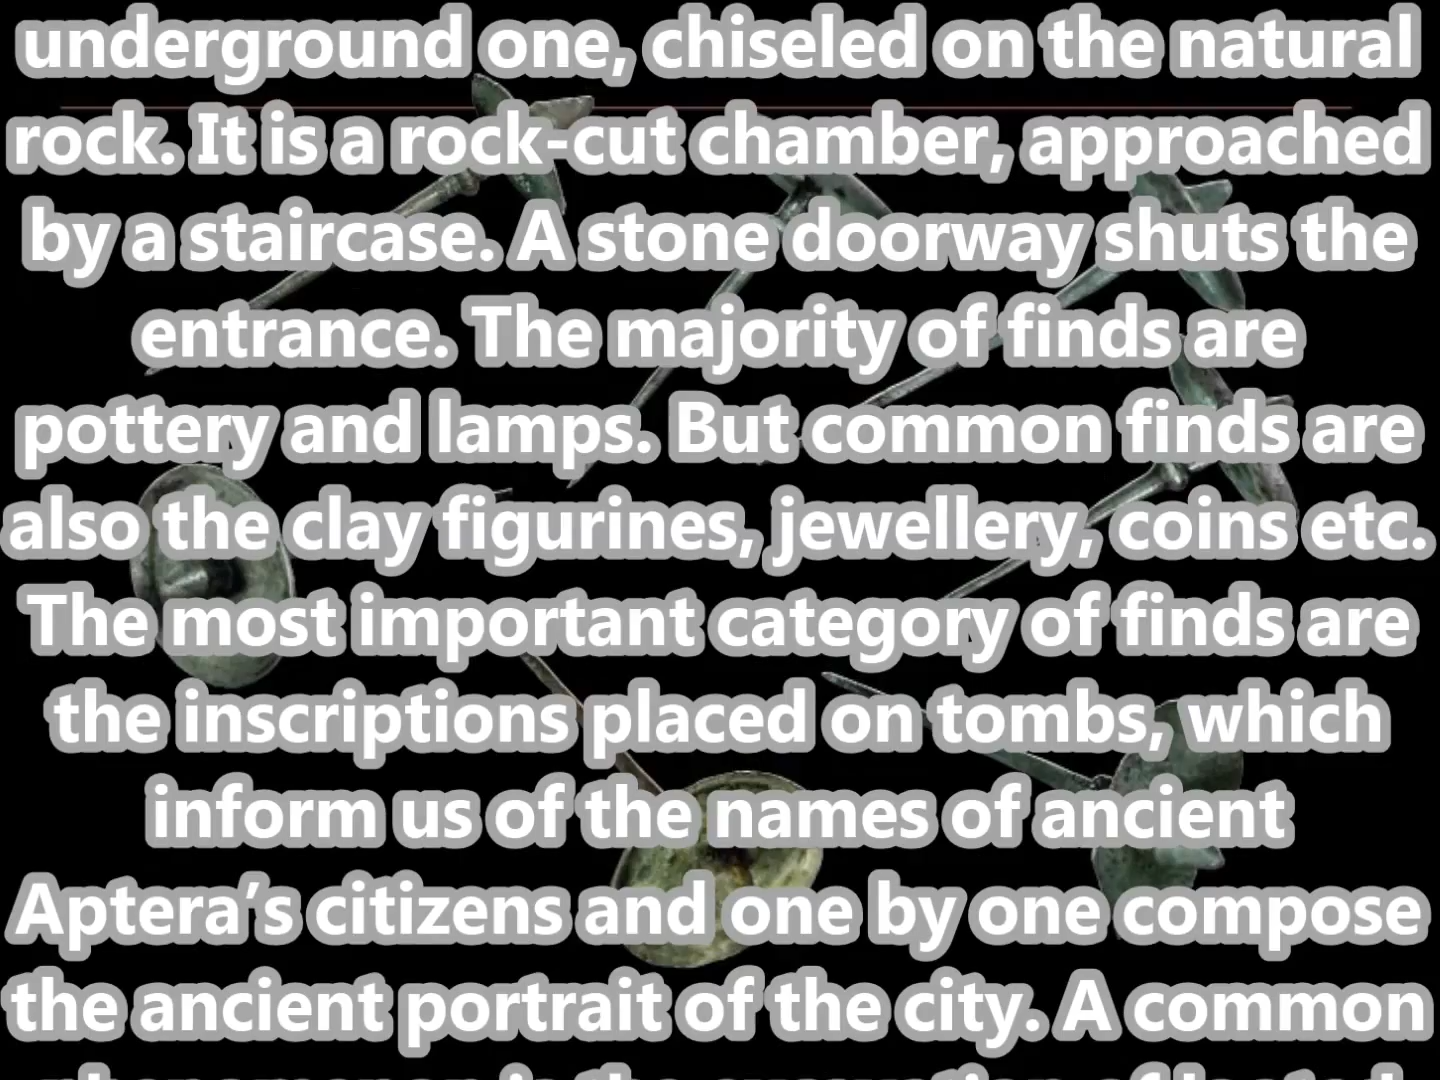 underground one, chiseled on the natural
rock. It is a rock-cut chamber, approached
by a staircase. A stone doorway shuts the
entrance. The majority of finds are
pottery and lamps. But common finds are
also the clay figurines, jewellery, coins etc.
The most important category of finds are
the inscriptions placed on tombs, which
inform us of the names of ancient
Aptera’s citizens and one by one compose
the ancient portrait of the city. A common